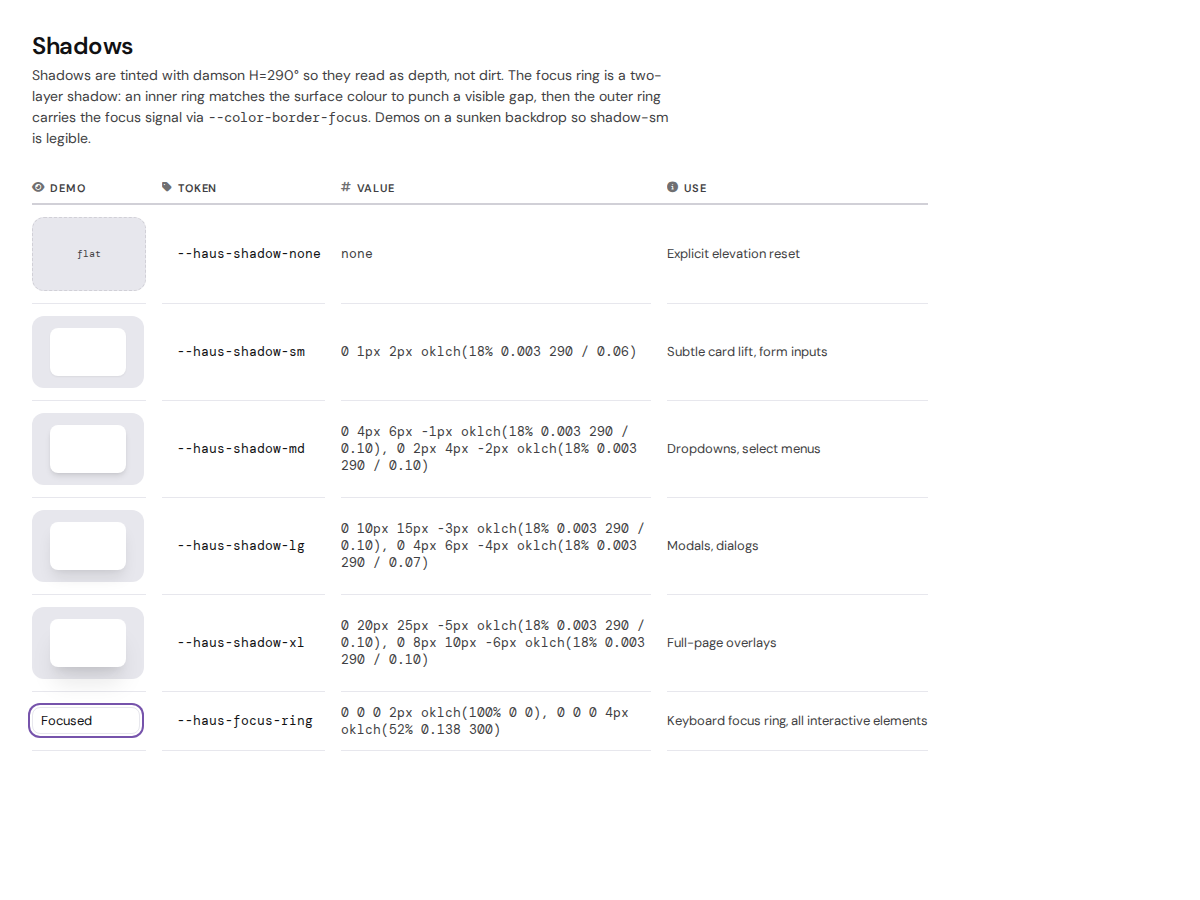 Shadows
Shadows are tinted with damson H=290° so they read as depth, not dirt. The focus ring is a two-
layer shadow: an inner ring matches the surface colour to punch a visible gap, then the outer ring
carries the focus signal via --color-border-focus. Demos on a sunken backdrop so shadow-sm
is legible.
DEMO TOKEN VALUE USE
flat --haus-shadow-none none Explicit elevation reset
--haus-shadow-sm 0 1px 2px oklch(18% 0.003 290 / 0.06) Subtle card lift, form inputs
0 4px 6px -1px oklch(18% 0.003 290 /
--haus-shadow-md 0.10), 0 2px 4px -2px oklch(18% 0.003 Dropdowns, select menus
290 / 0.10)
0 10px 15px -3px oklch(18% 0.003 290 /
--haus-shadow-lg 0.10), 0 4px 6px -4px oklch(18% 0.003 Modals, dialogs
290 / 0.07)
0 20px 25px -5px oklch(18% 0.003 290 /
--haus-shadow-xl 0.10), 0 8px 10px -6px oklch(18% 0.003 Full-page overlays
290 / 0.10)
Focused --haus-focus-ring 0 0 0 2px oklch(100% 0 0), 0 0 0 4px Keyboard focus ring, all interactive elements
oklch(52% 0.138 300)